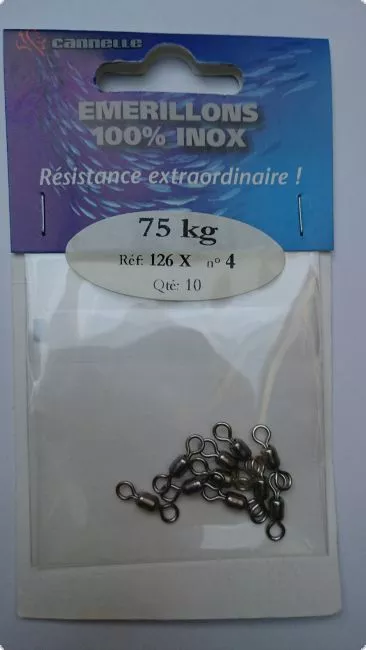 cannelle
EMERILLONS
100% INOX
Résistance extraordinaire !
75 kg
Réf: 126 X n° 4
Qté: 10